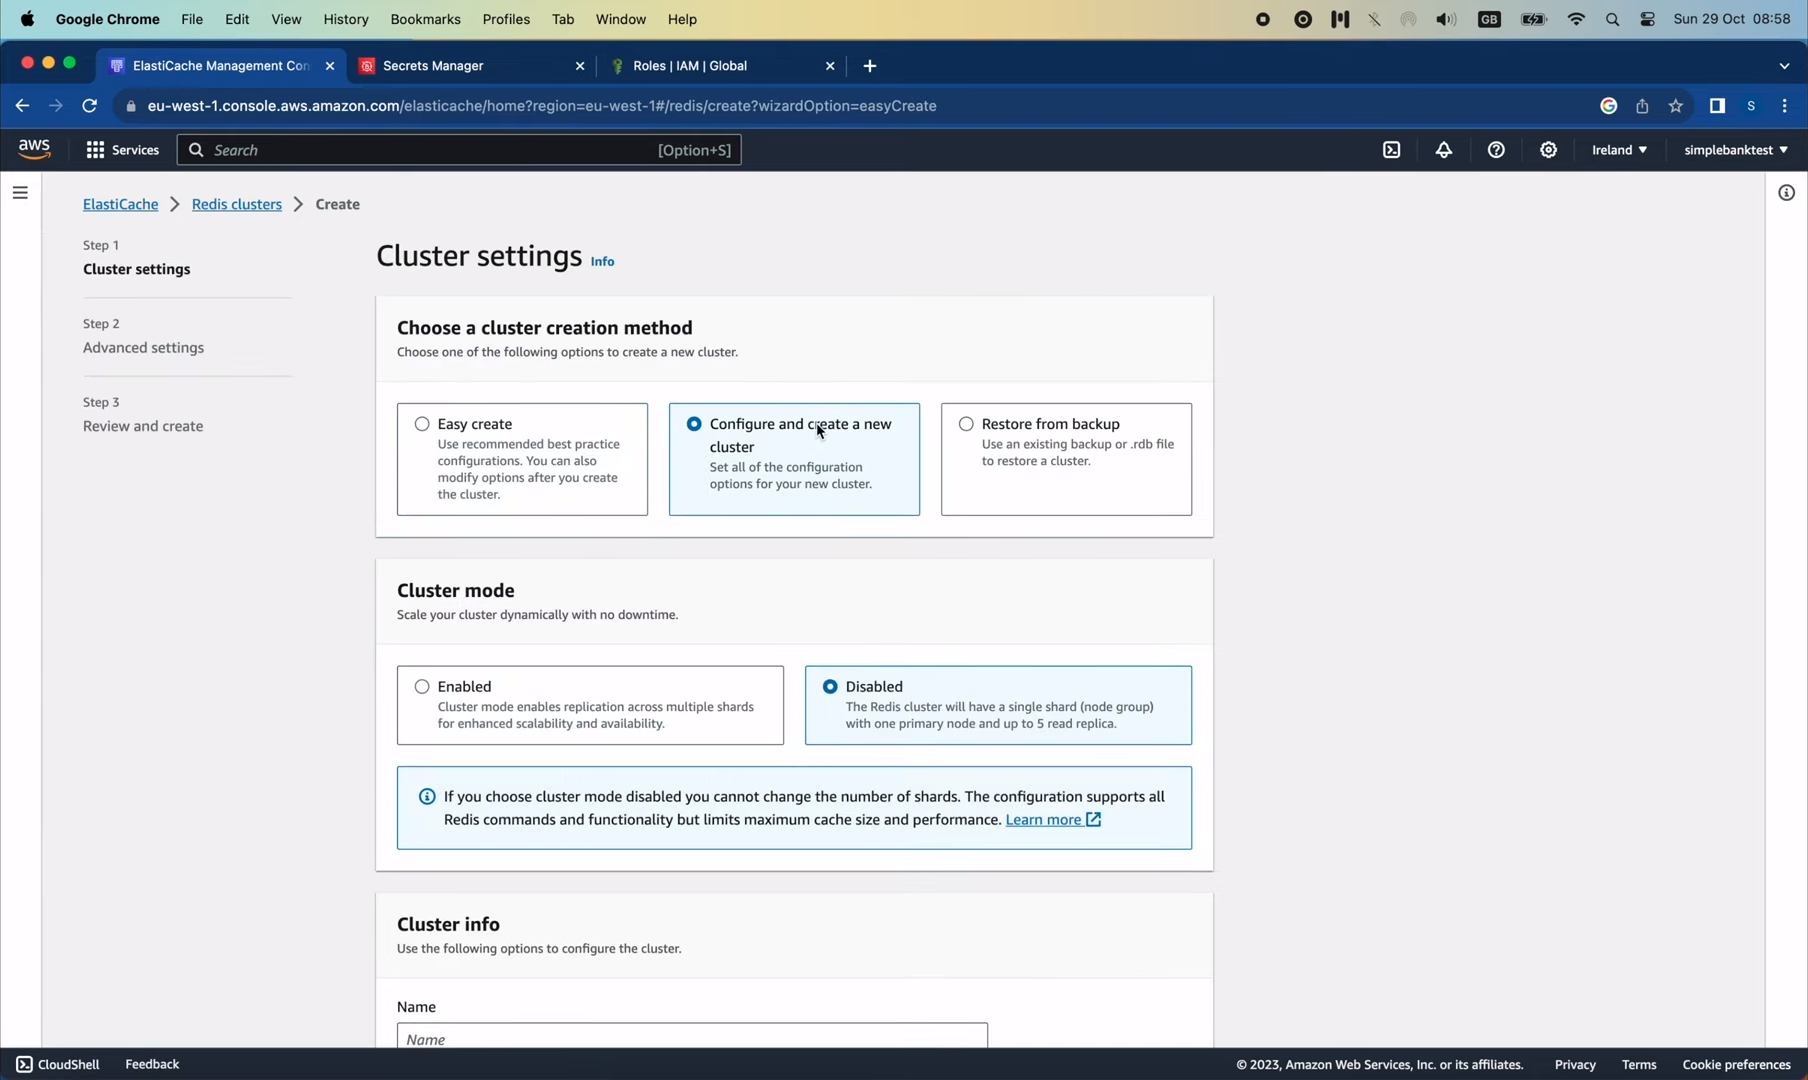 Google Chrome File Edit View History Bookmarks Profiles Tab Window Help GB Sun 29 Oct 08:58
ElastiCache Management Con Secrets Manager Roles | IAM | Global
eu-west-1.console.aws.amazon.com/elasticache/home?region=eu-west-1#/redis/create?wizardOption=easyCreate S
aws Services Search [Option+S] Ireland simplebanktest
ElastiCache Redis clusters Create
Step 1
Cluster settings
Step 2
Advanced settings
Step 3
Review and create
Cluster settings Info
Choose a cluster creation method
Choose one of the following options to create a new cluster.
Easy create
Use recommended best practice
configurations. You can also
modify options after you create
the cluster.
Configure and create a new
cluster
Set all of the configuration
options for your new cluster.
Restore from backup
Use an existing backup or .rdb file
to restore a cluster.
Cluster mode
Scale your cluster dynamically with no downtime.
Enabled
Cluster mode enables replication across multiple shards
for enhanced scalability and availability.
Disabled
The Redis cluster will have a single shard (node group)
with one primary node and up to 5 read replica.
If you choose cluster mode disabled you cannot change the number of shards. The configuration supports all
Redis commands and functionality but limits maximum cache size and performance. Learn more
Cluster info
Use the following options to configure the cluster.
Name
Name
CloudShell Feedback © 2023, Amazon Web Services, Inc. or its affiliates. Privacy Terms Cookie preferences